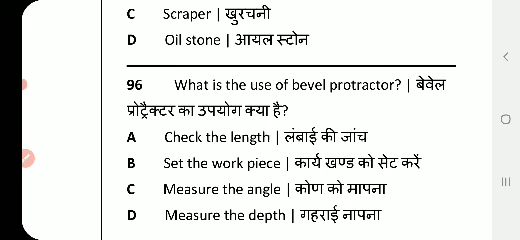 C Scraper | खुरचनी
D Oil stone | आयल स्टोन
96 What is the use of bevel protractor? | बेवेल
प्रोट्रैक्टर का उपयोग क्या है?
A Check the length | लंबाई की जांच
B Set the work piece | कार्य खण्ड को सेट करें
C Measure the angle | कोण को मापना
D Measure the depth | गहराई नापना